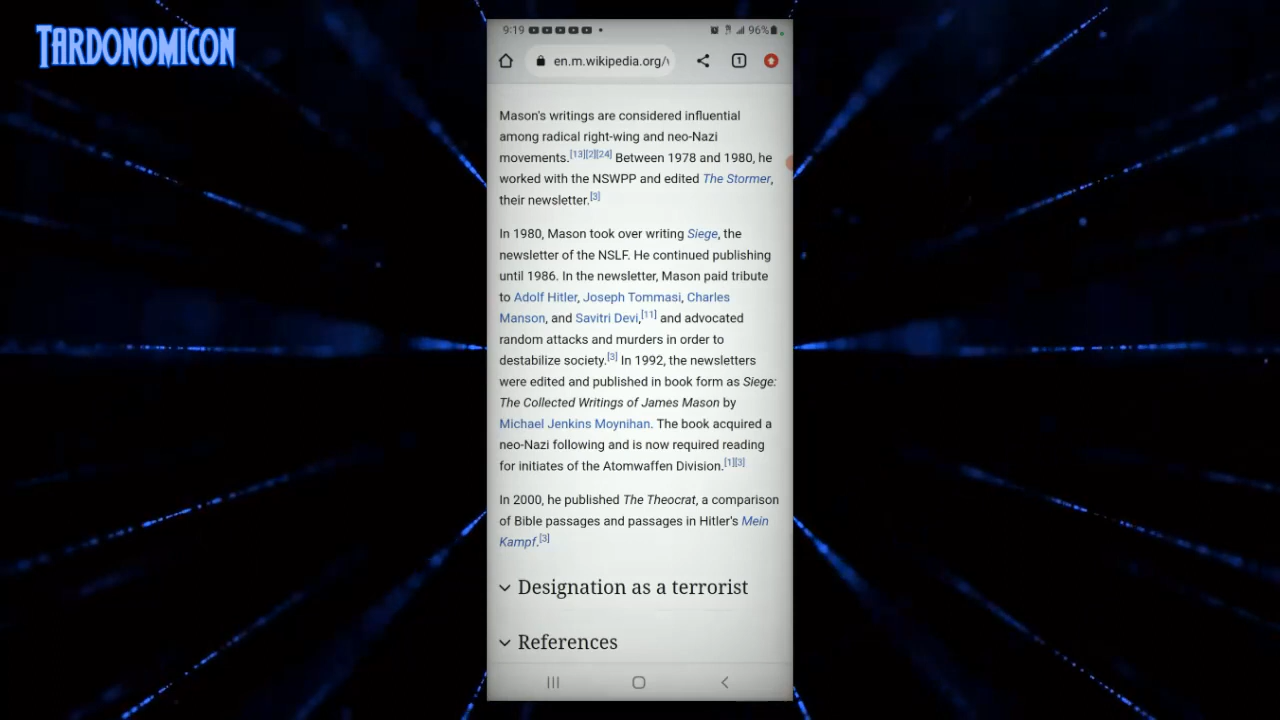 TARDONOMICON
9:19
96%
en.m.wikipedia.org/
1
Mason's writings are considered influential
among radical right-wing and neo-Nazi
movements.[13][2][24] Between 1978 and 1980, he
worked with the NSWPP and edited The Stormer,
their newsletter.[3]
In 1980, Mason took over writing Siege, the
newsletter of the NSLF. He continued publishing
until 1986. In the newsletter, Mason paid tribute
to Adolf Hitler, Joseph Tommasi, Charles
Manson, and Savitri Devi,[11] and advocated
random attacks and murders in order to
destabilize society.[3] In 1992, the newsletters
were edited and published in book form as Siege:
The Collected Writings of James Mason by
Michael Jenkins Moynihan. The book acquired a
neo-Nazi following and is now required reading
for initiates of the Atomwaffen Division.[1][3]
In 2000, he published The Theocrat, a comparison
of Bible passages and passages in Hitler's Mein
Kampf.[3]
Designation as a terrorist
References